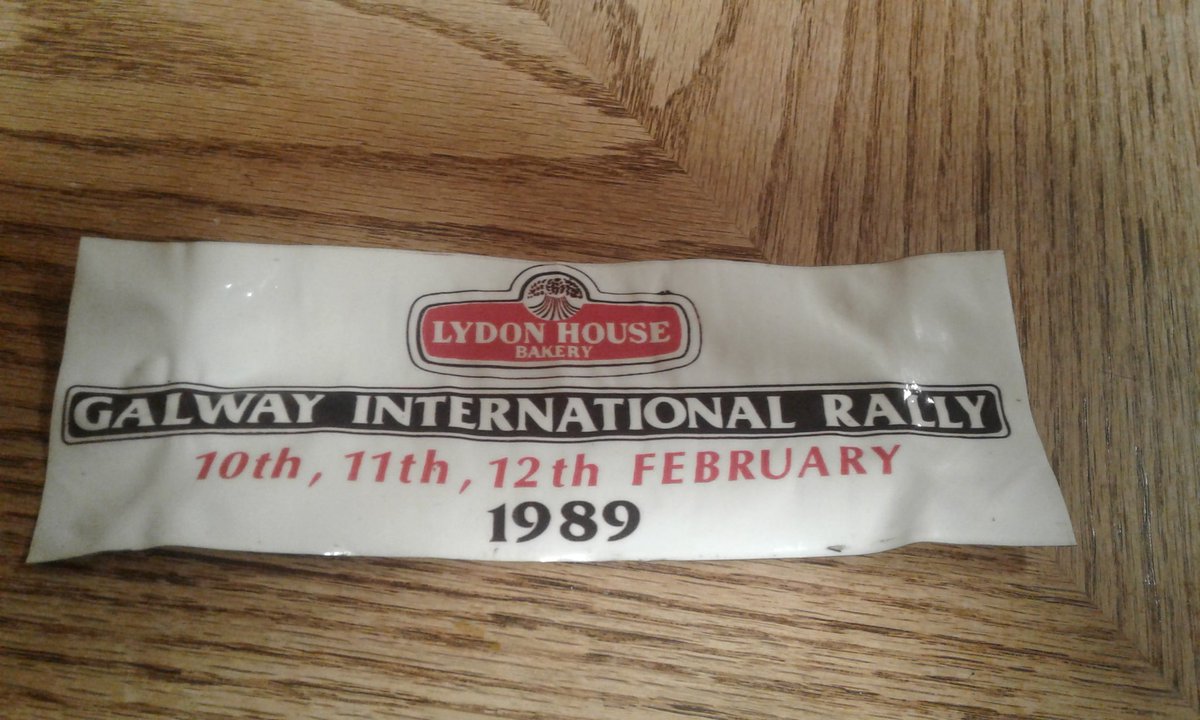 LYDON HOUSE
BAKERY
GALWAY INTERNATIONAL RALLY
10th, 11th, 12th FEBRUARY
1989